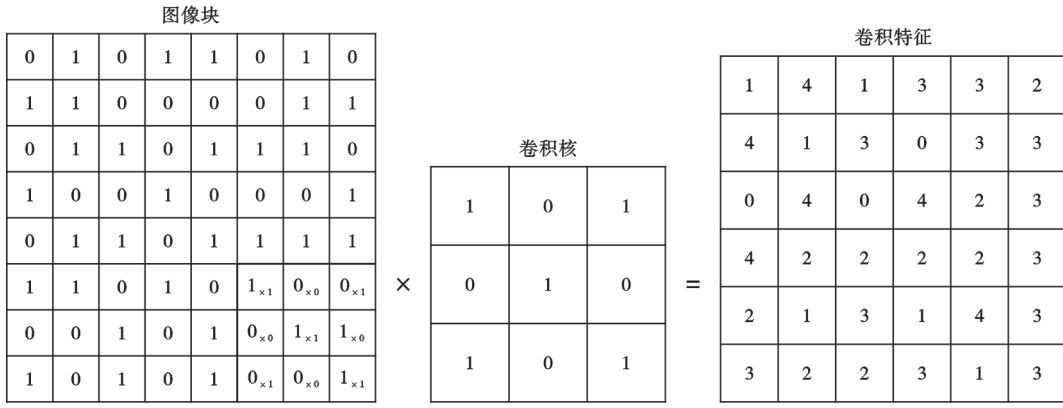 图像块
0 1 0 1 1 0 1 0
1 1 0 0 0 0 1 1
0 1 1 0 1 1 1 0
1 0 0 1 0 0 0 1
0 1 1 0 1 1 1 1
1 1 0 1 0 1×1 0×0 0×1
0 0 1 0 1 0×0 1×1 1×0
1 0 1 0 1 0×1 0×0 1×1
×
卷积核
1 0 1
0 1 0
1 0 1
=
卷积特征
1 4 1 3 3 2
4 1 3 0 3 3
0 4 0 4 2 3
4 2 2 2 2 3
2 1 3 1 4 3
3 2 2 3 1 3